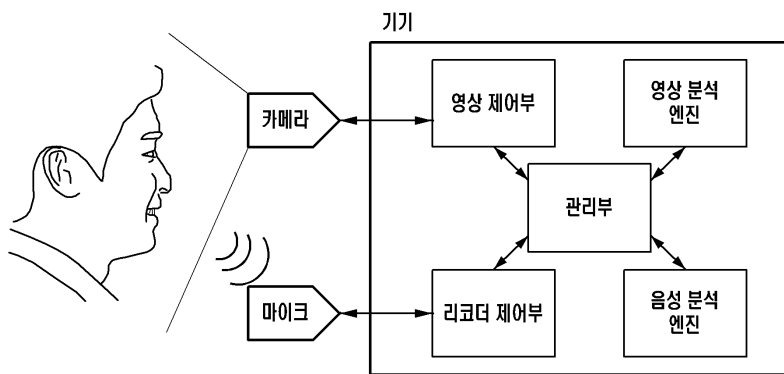 기기
카메라
영상 제어부
영상 분석
엔진
관리부
마이크
리코더 제어부
음성 분석
엔진